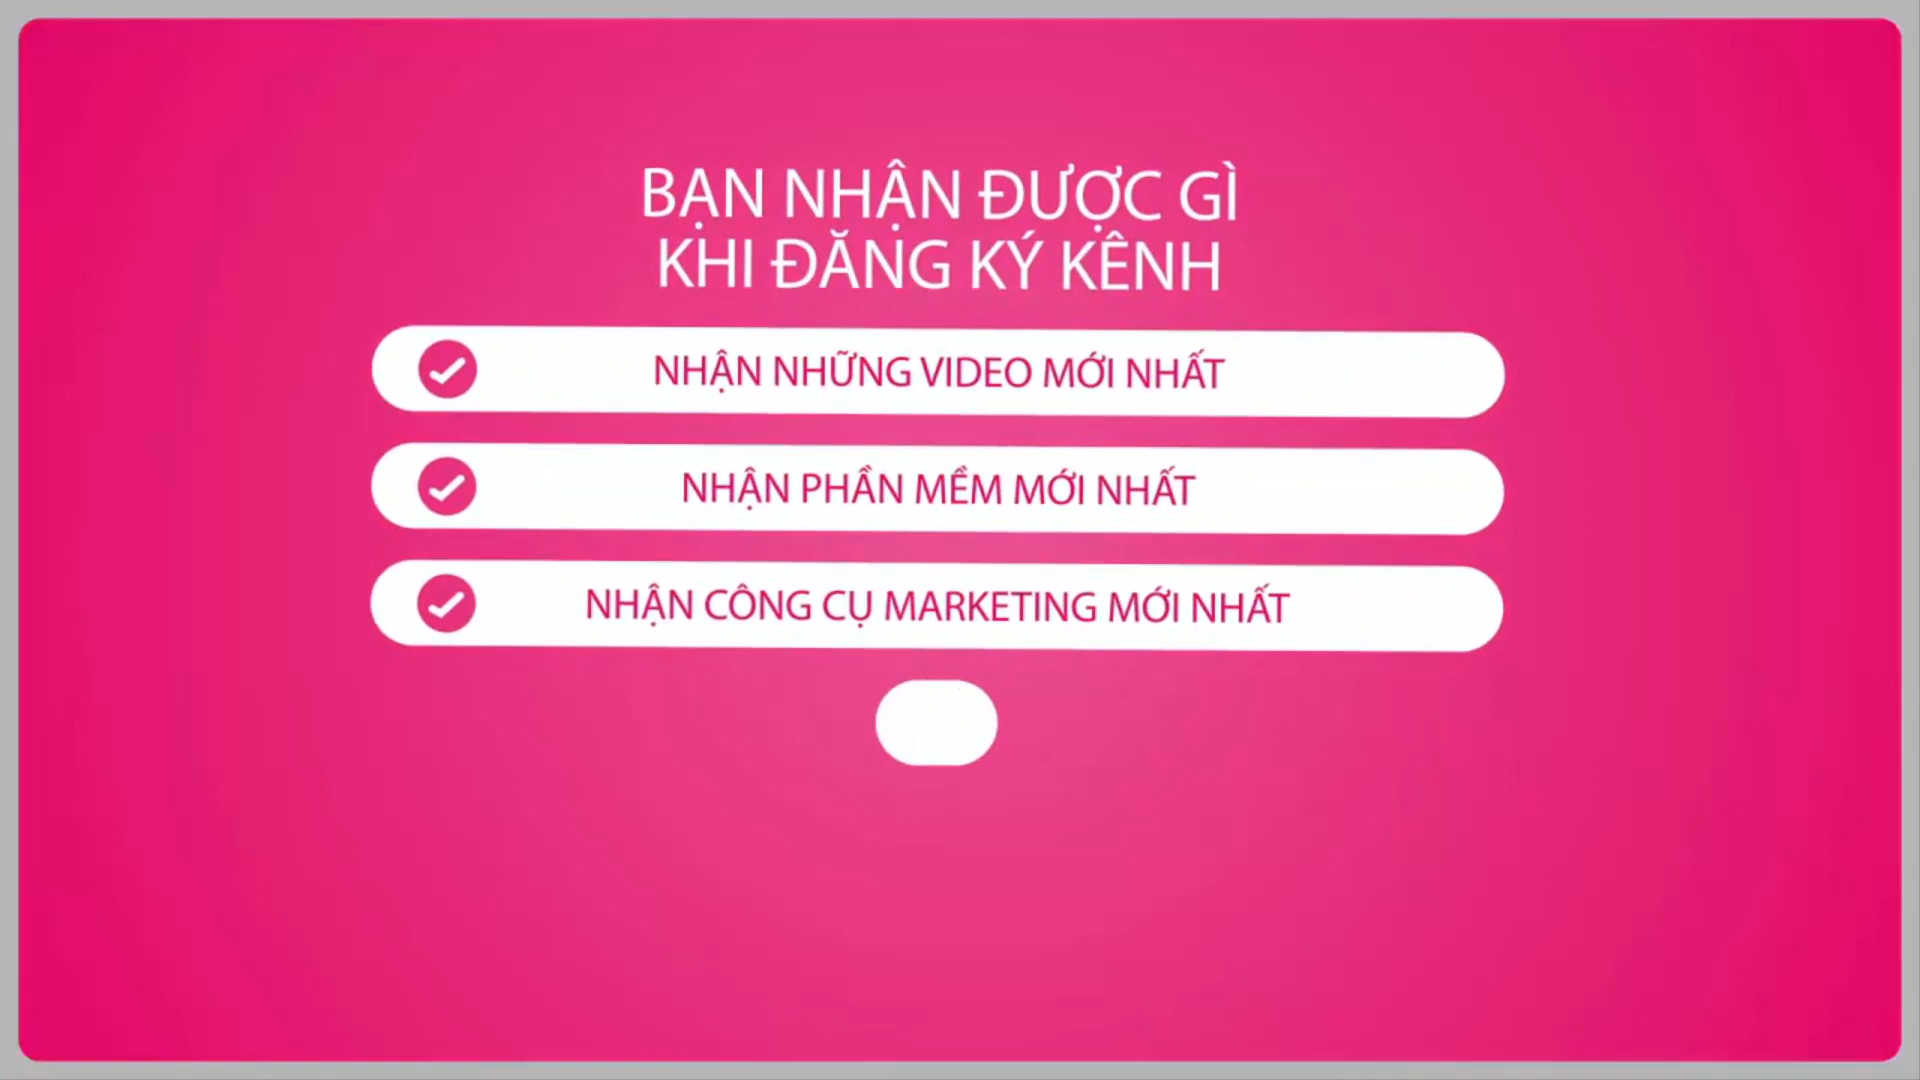 BẠN NHẬN ĐƯỢC GÌ
KHI ĐĂNG KÝ KÊNH
NHẬN NHỮNG VIDEO MỚI NHẤT
NHẬN PHẦN MỀM MỚI NHẤT
NHẬN CÔNG CỤ MARKETING MỚI NHẤT